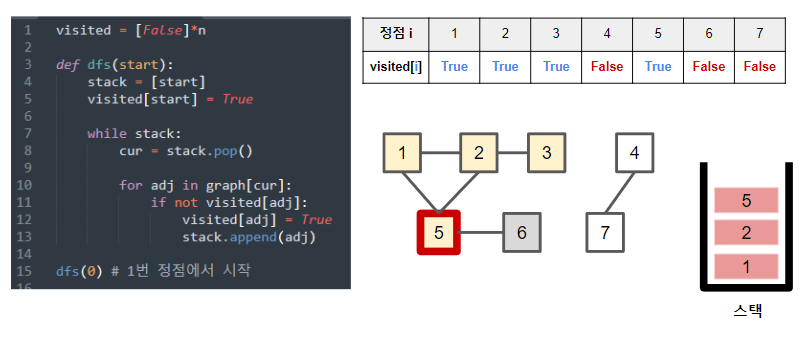 1 visited = [False]*n
2
3 def dfs(start):
4 stack = [start]
5 visited[start] = True
6
7 while stack:
8 cur = stack.pop()
9
10 for adj in graph[cur]:
11 if not visited[adj]:
12 visited[adj] = True
13 stack.append(adj)
14
15 dfs(0) # 1번 정점에서 시작
16
정점 i 1 2 3 4 5 6 7
visited[i] True True True False True False False
1 2 3 4
5 6 7
5
2
1
스택